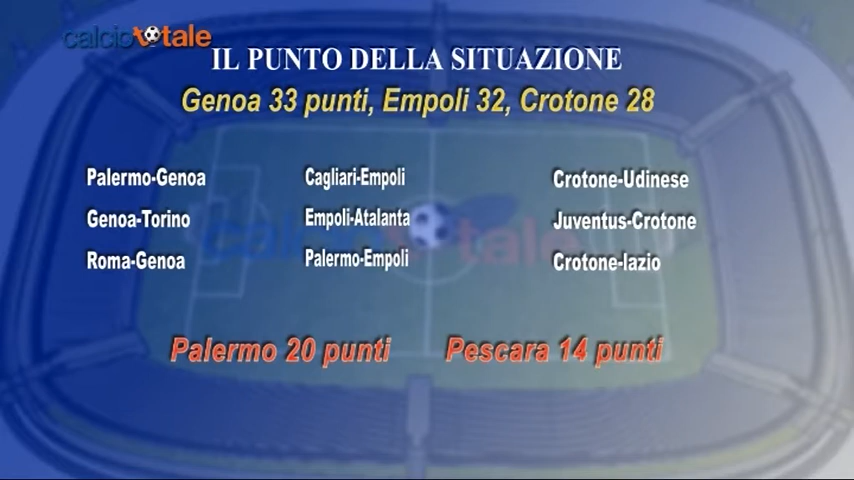 calciototale
IL PUNTO DELLA SITUAZIONE
Genoa 33 punti, Empoli 32, Crotone 28
Palermo-Genoa Cagliari-Empoli Crotone-Udinese
Genoa-Torino Empoli-Atalanta Juventus-Crotone
Roma-Genoa Palermo-Empoli Crotone-lazio
Palermo 20 punti Pescara 14 punti